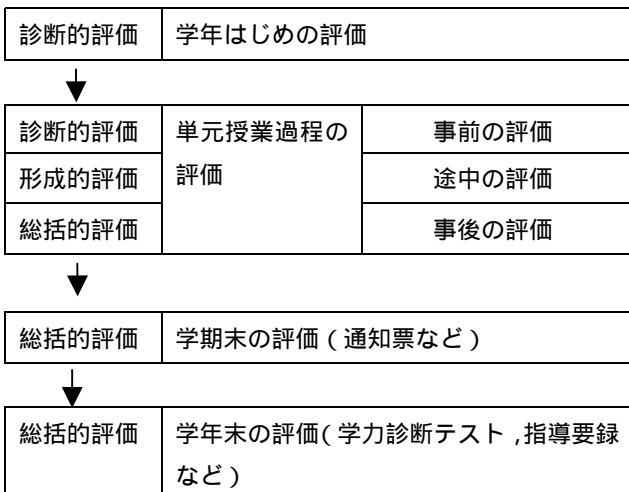 診断的評価 学年はじめの評価
診断的評価 単元授業過程の 事前の評価
形成的評価 評価 途中の評価
総括的評価 事後の評価
総括的評価 学期末の評価(通知票など)
総括的評価 学年末の評価(学力診断テスト,指導要録
など)